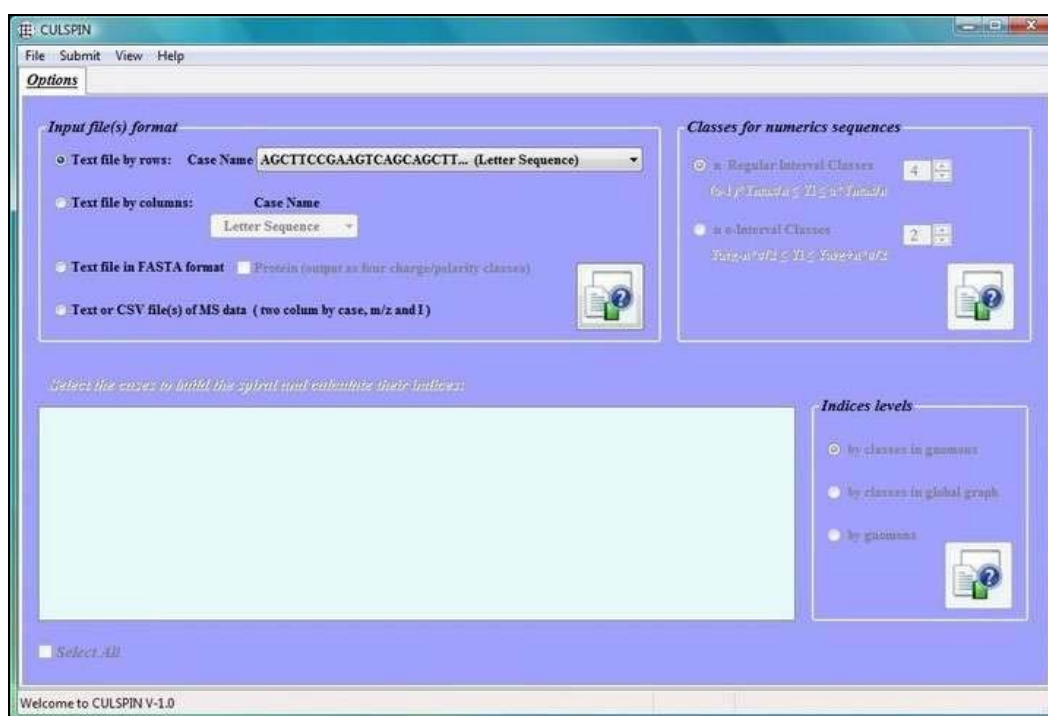 CULSPIN
File Submit View Help
Options
Input file(s) format
Text file by rows: Case Name AGCTTCCGAAGTCAGCAGCTT... (Letter Sequence)
Text file by columns: Case Name
Letter Sequence
Text file in FASTA format Protein (output as four charge/polarity classes)
Text or CSV file(s) of MS data ( two colum by case, m/z and I )
Classes for numerics sequences
n Regular Interval Classes 4
Interval Classes 2
Select the cases to build the spiral and calculate their indices:
Indices levels
by classes in gnomons
by classes in global graph
by gnomons
Select All
Welcome to CULSPIN V-1.0